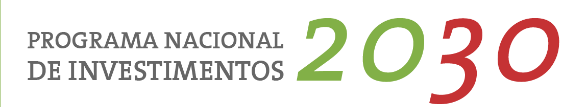 PROGRAMA NACIONAL
DE INVESTIMENTOS 2030